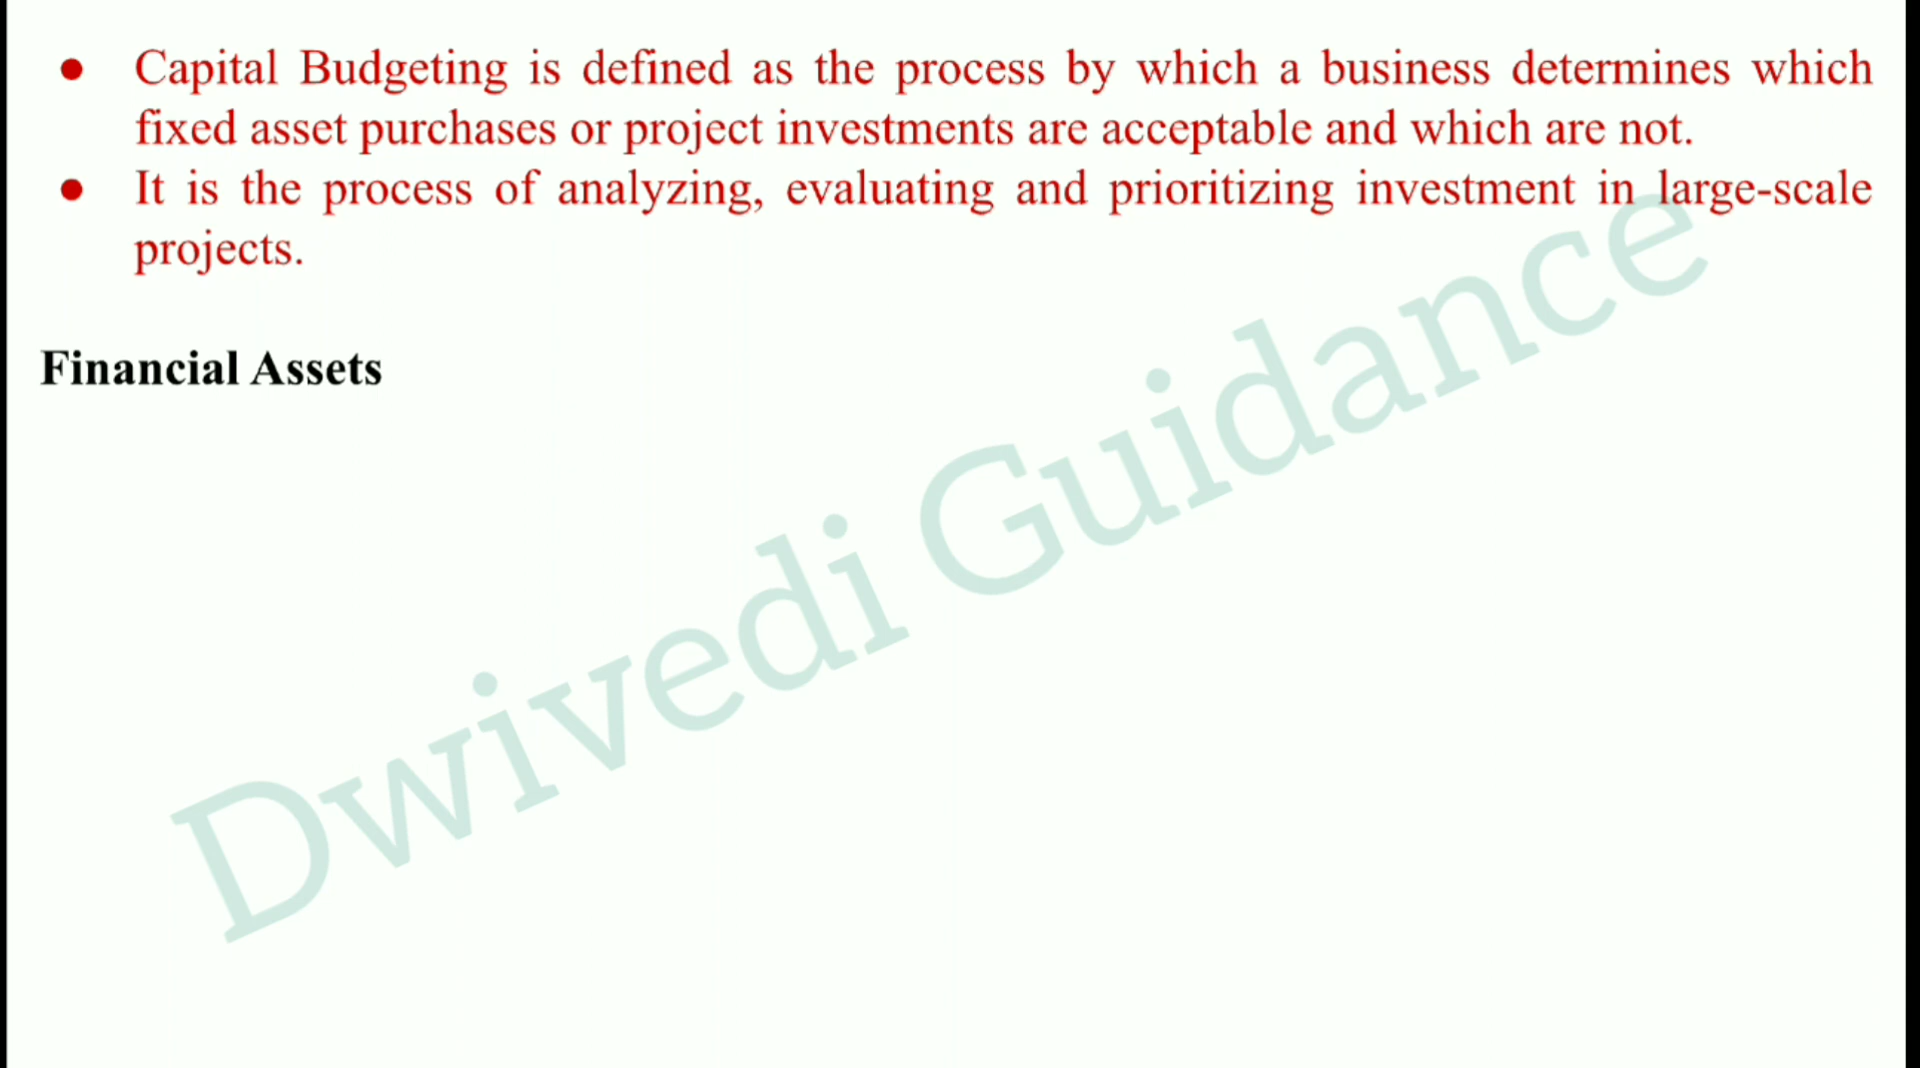 ● Capital Budgeting is defined as the process by which a business determines which
fixed asset purchases or project investments are acceptable and which are not.
● It is the process of analyzing, evaluating and prioritizing investment in large-scale
projects.
Financial Assets
Dwivedi Guidance